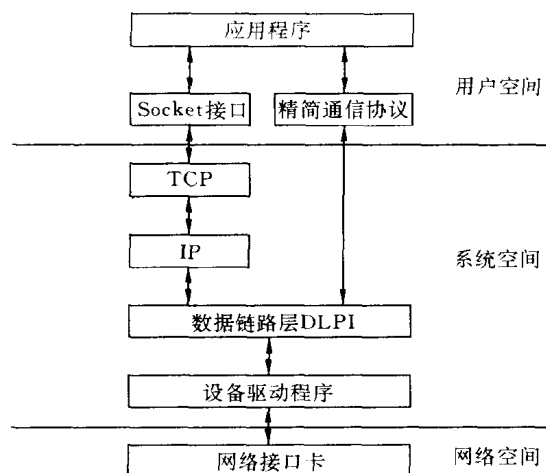 应用程序
用户空间
Socket接口
精简通信协议
TCP
IP
系统空间
数据链路层DLPI
设备驱动程序
网络接口卡
网络空间